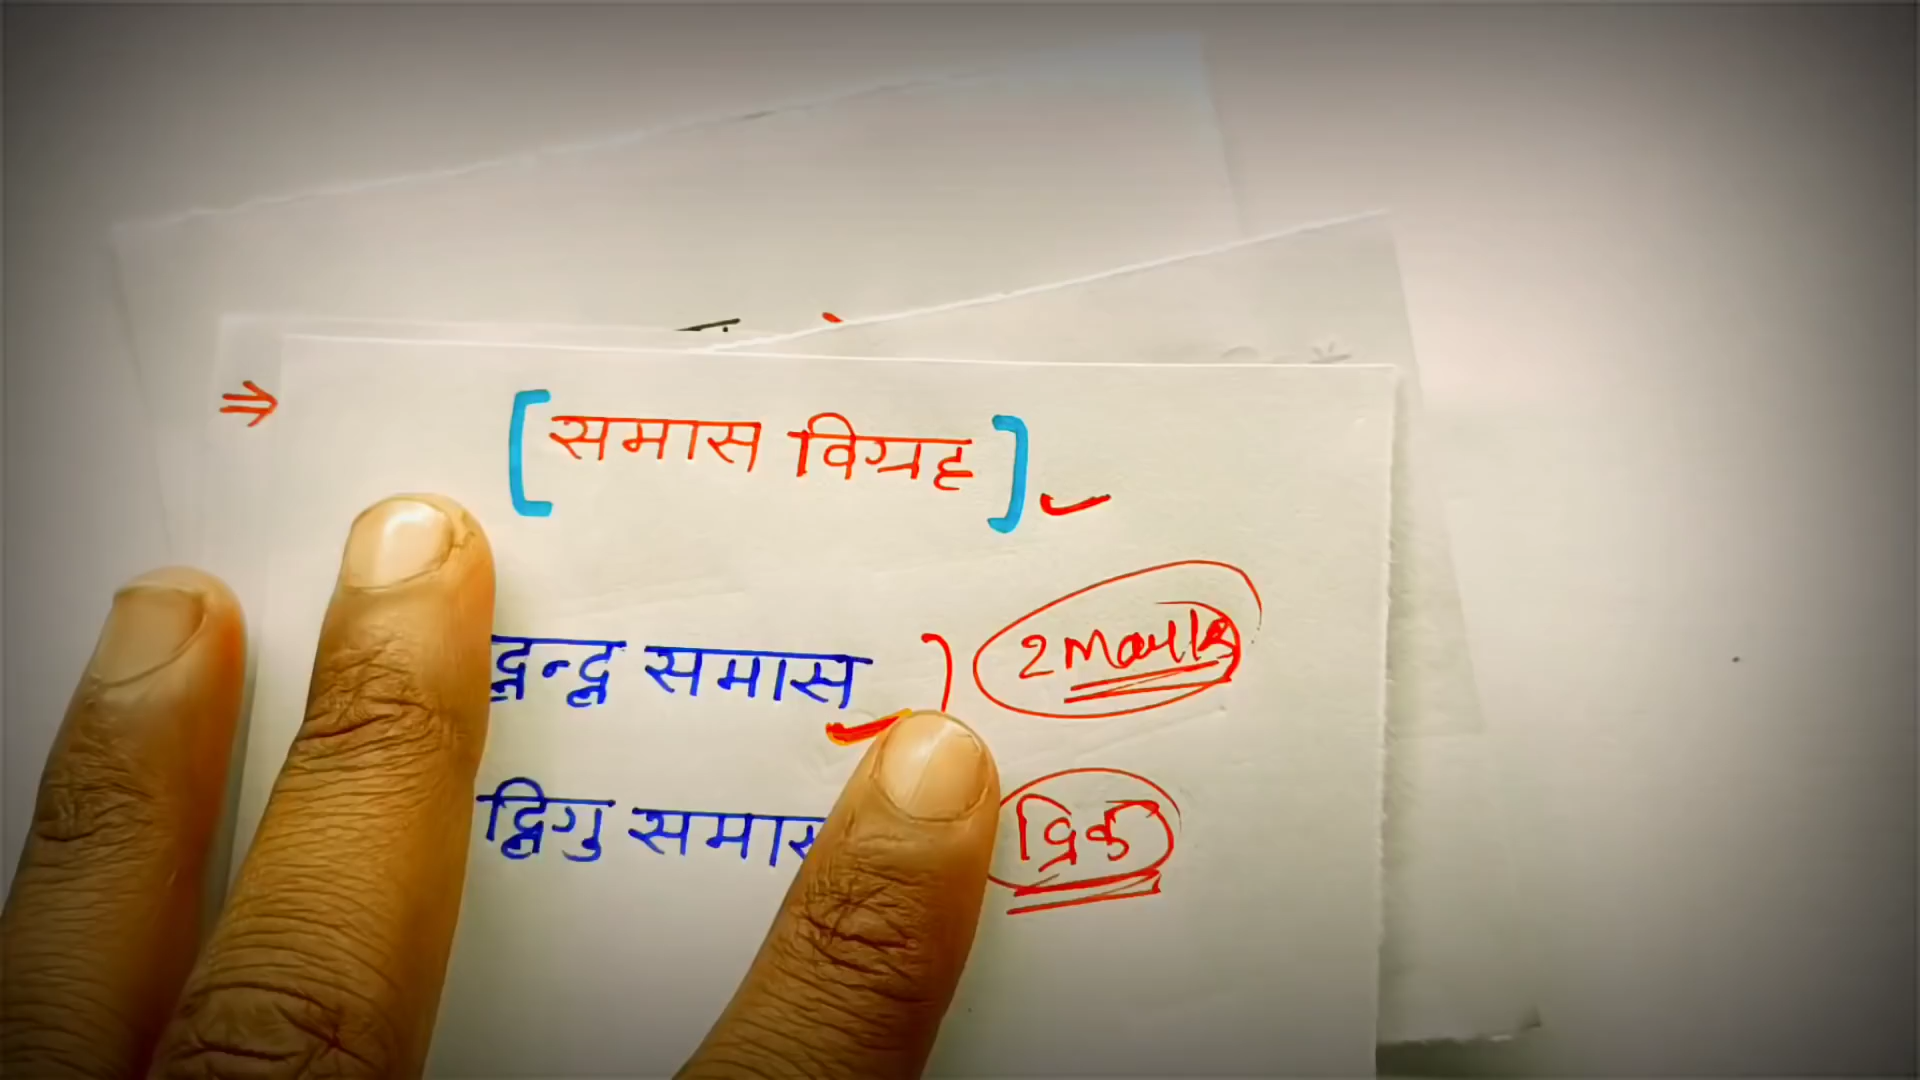 ⇒ [समास विग्रह]
द्वन्द्व समास ) 2 Marks
द्विगु समास ट्रिक